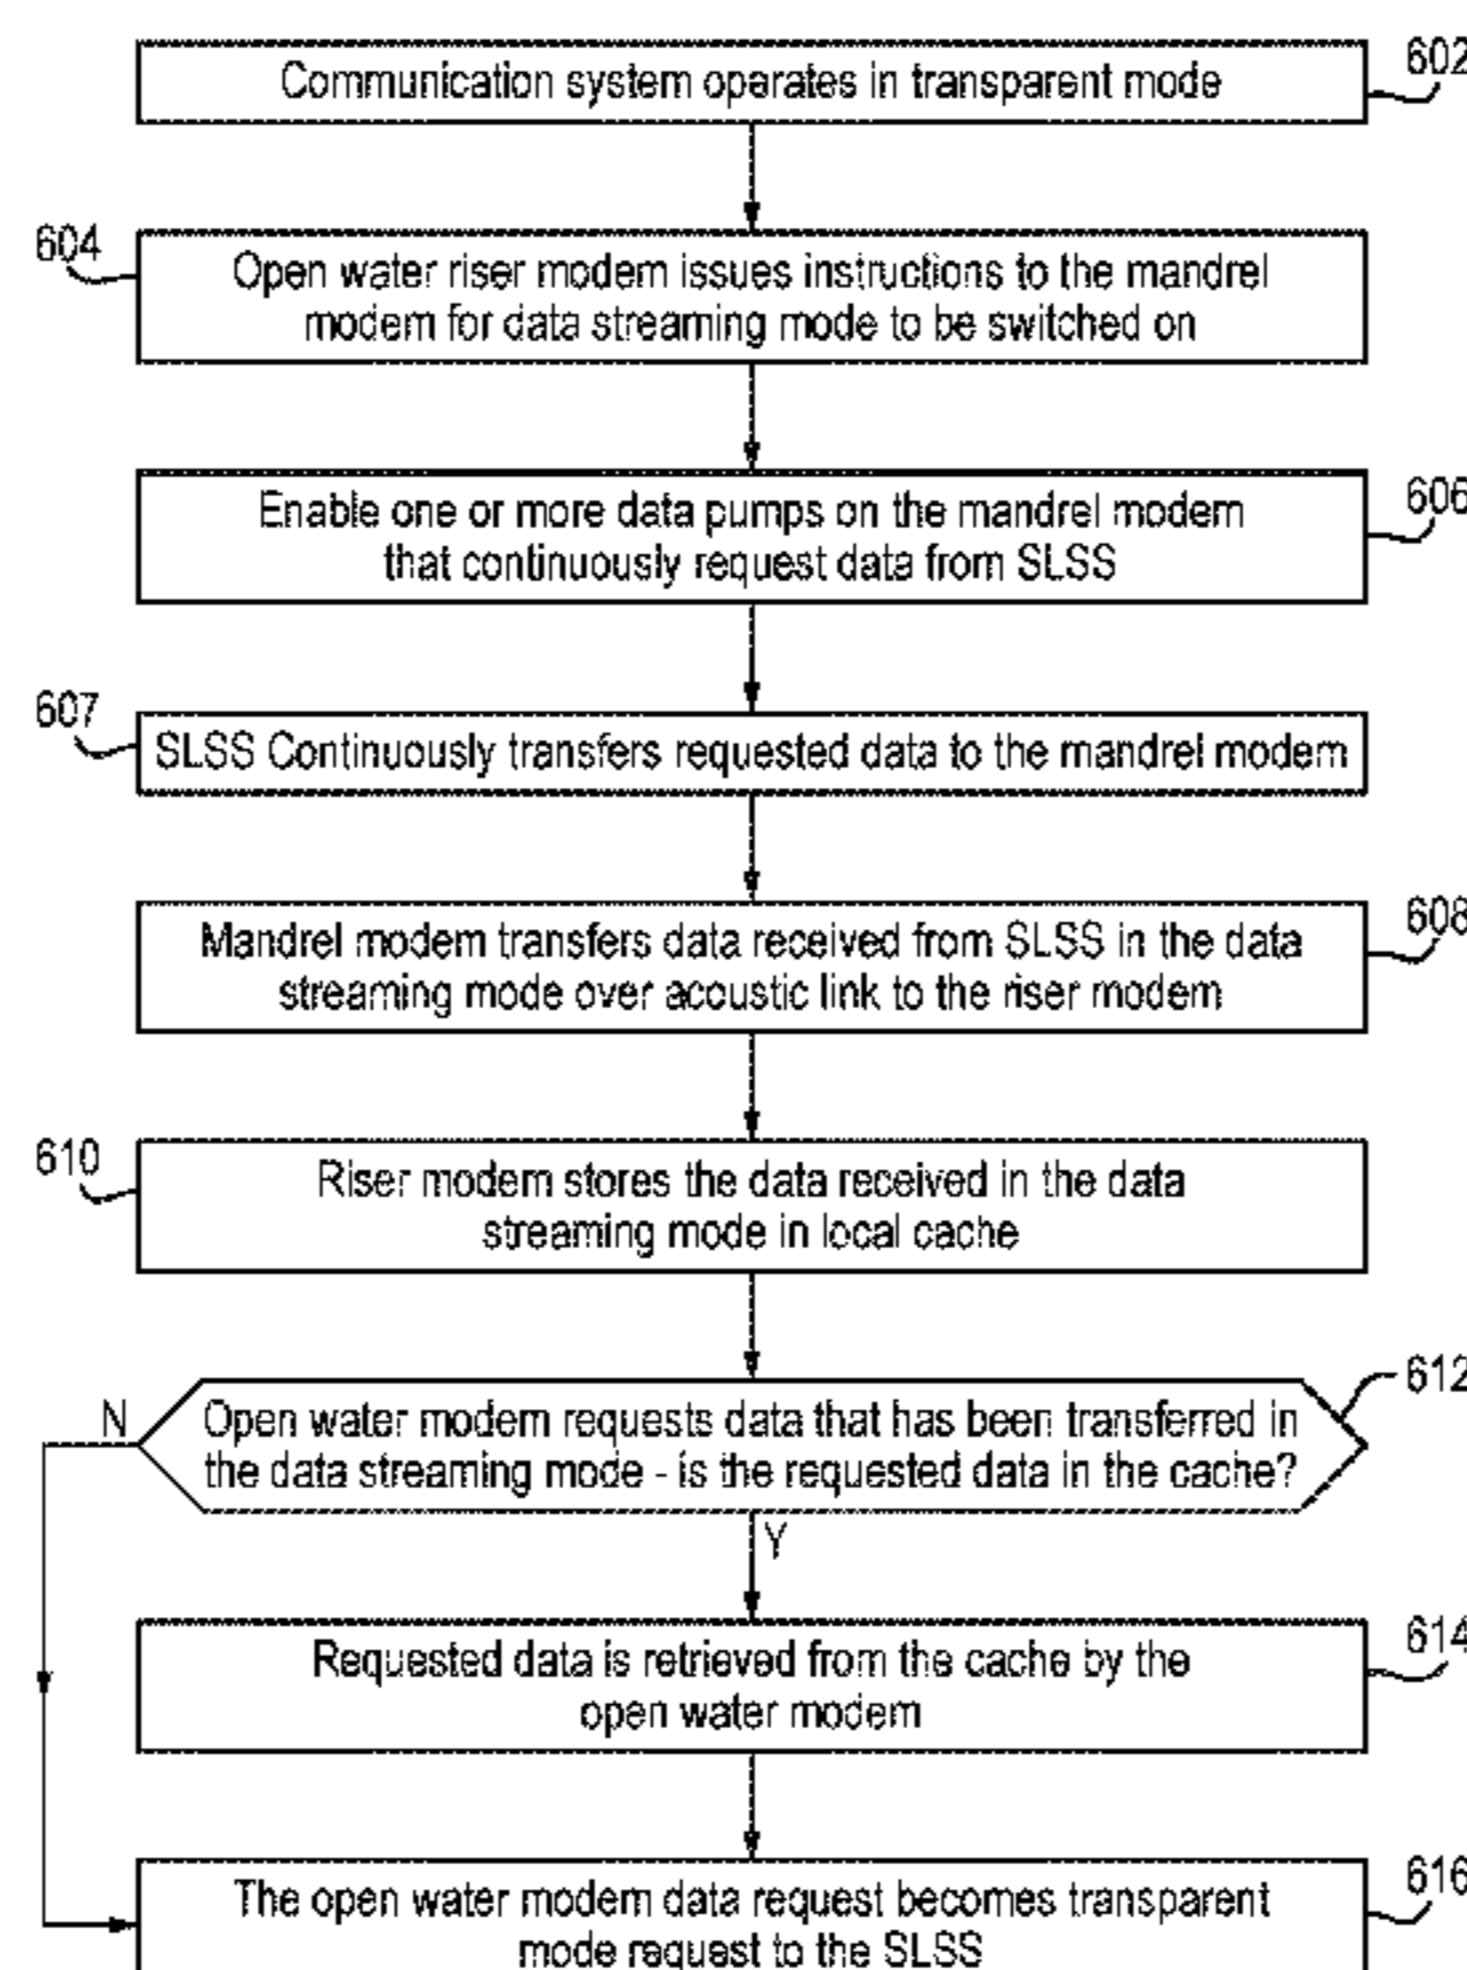 Communication system operates in transparent mode
602
604
Open water riser modem issues instructions to the mandrel
modem for data streaming mode to be switched on
Enable one or more data pumps on the mandrel modem
that continuously request data from SLSS
606
607
SLSS Continuously transfers requested data to the mandrel modem
Mandrel modem transfers data received from SLSS in the data
streaming mode over acoustic link to the riser modem
608
610
Riser modem stores the data received in the data
streaming mode in local cache
612
N
Open water modem requests data that has been transferred in
the data streaming mode - is the requested data in the cache?
Y
Requested data is retrieved from the cache by the
open water modem
614
The open water modem data request becomes transparent
mode request to the SLSS
616